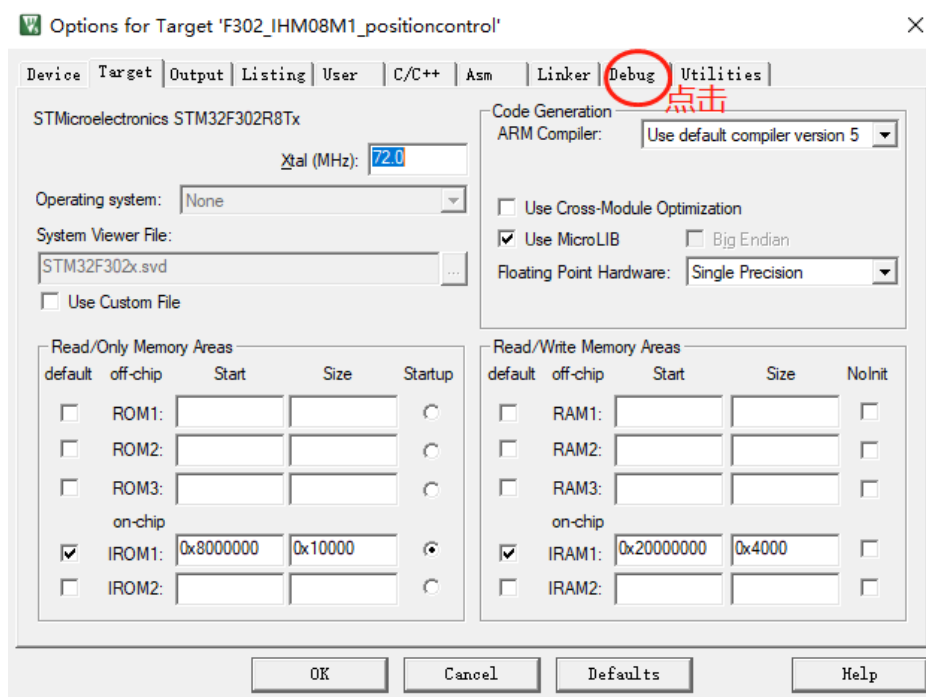 Options for Target 'F302_IHM08M1_positioncontrol'
Device Target Output Listing User C/C++ Asm Linker Debug Utilities
点击
STMicroelectronics STM32F302R8Tx
Xtal (MHz): 72.0
Operating system: None
System Viewer File:
STM32F302x.svd ...
Use Custom File
Code Generation
ARM Compiler: Use default compiler version 5
Use Cross-Module Optimization
Use MicroLIB Big Endian
Floating Point Hardware: Single Precision
Read/Only Memory Areas
default off-chip Start Size Startup
ROM1:
ROM2:
ROM3:
on-chip
IROM1: 0x8000000 0x10000
IROM2:
Read/Write Memory Areas
default off-chip Start Size NoInit
RAM1:
RAM2:
RAM3:
on-chip
IRAM1: 0x20000000 0x4000
IRAM2:
OK Cancel Defaults Help